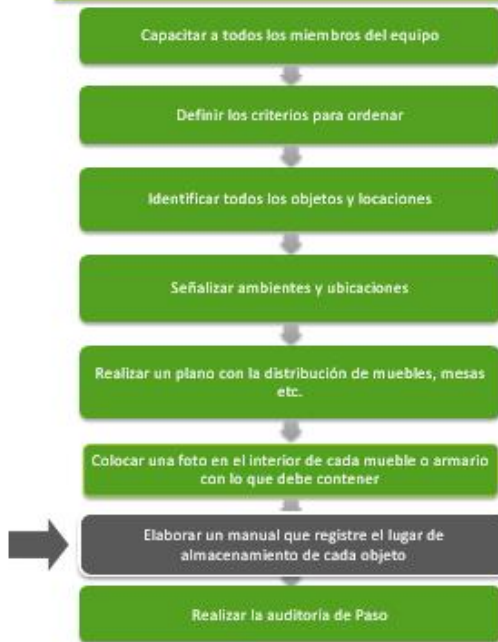 Capacitar a todos los miembros del equipo
Definir los criterios para ordenar
Identificar todos los objetos y locaciones
Señalizar ambientes y ubicaciones
Realizar un plano con la distribución de muebles, mesas
etc.
Colocar una foto en el interior de cada mueble o armario
con lo que debe contener
Elaborar un manual que registre el lugar de
almacenamiento de cada objeto
Realizar la auditoría de Paso